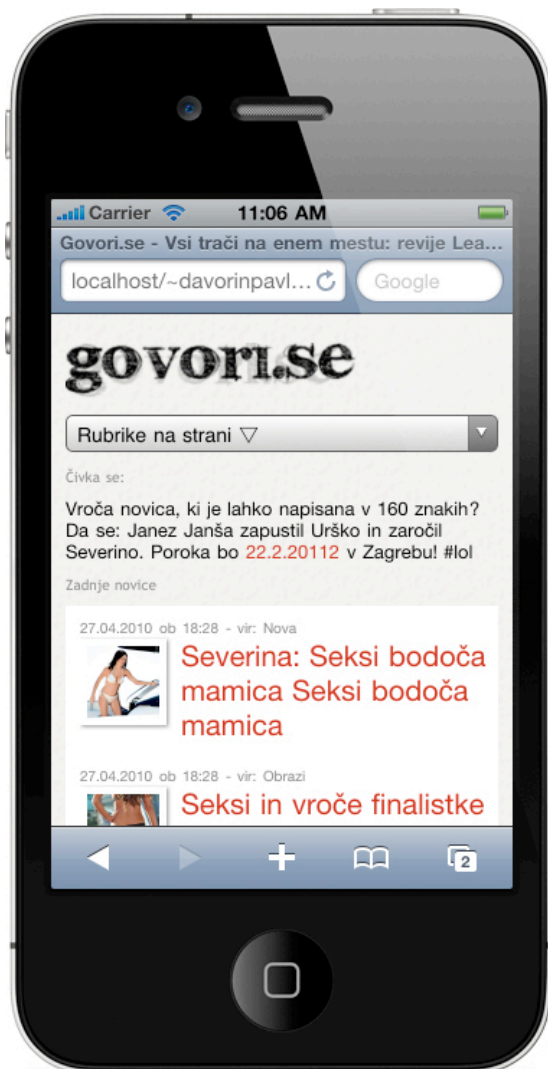 Carrier 11:06 AM
Govori.se - Vsi trači na enem mestu: revije Lea...
localhost/~davorinpavl... Google
govori.se
Rubrike na strani ▽
Čivka se:
Vroča novica, ki je lahko napisana v 160 znakih?
Da se: Janez Janša zapustil Urško in zaročil
Severino. Poroka bo 22.2.20112 v Zagrebu! #lol
Zadnje novice
27.04.2010 ob 18:28 - vir: Nova
Severina: Seksi bodoča
mamica Seksi bodoča
mamica
27.04.2010 ob 18:28 - vir: Obrazi
Seksi in vroče finalistke
2